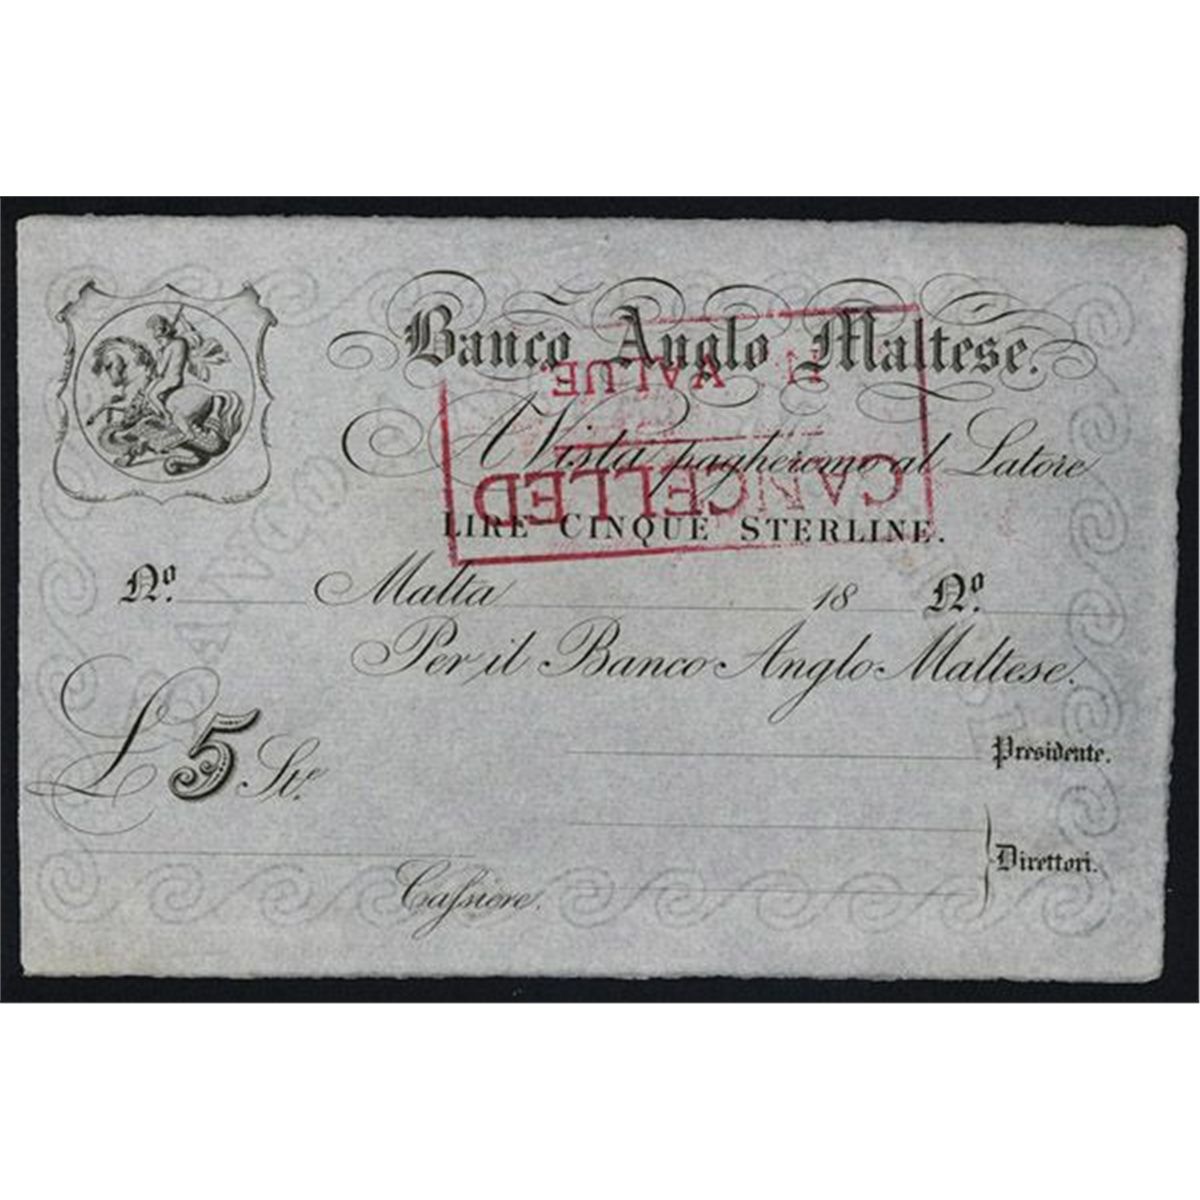 Banco Anglo Maltese.
A Vista pagheremo al Latore
LIRE CINQUE STERLINE.
Nº. Malta 18 Nº.
Per il Banco Anglo Maltese.
£5 Stᵉ.
Presidente.
Direttori.
Cassiere.
CANCELLED
VALUE.